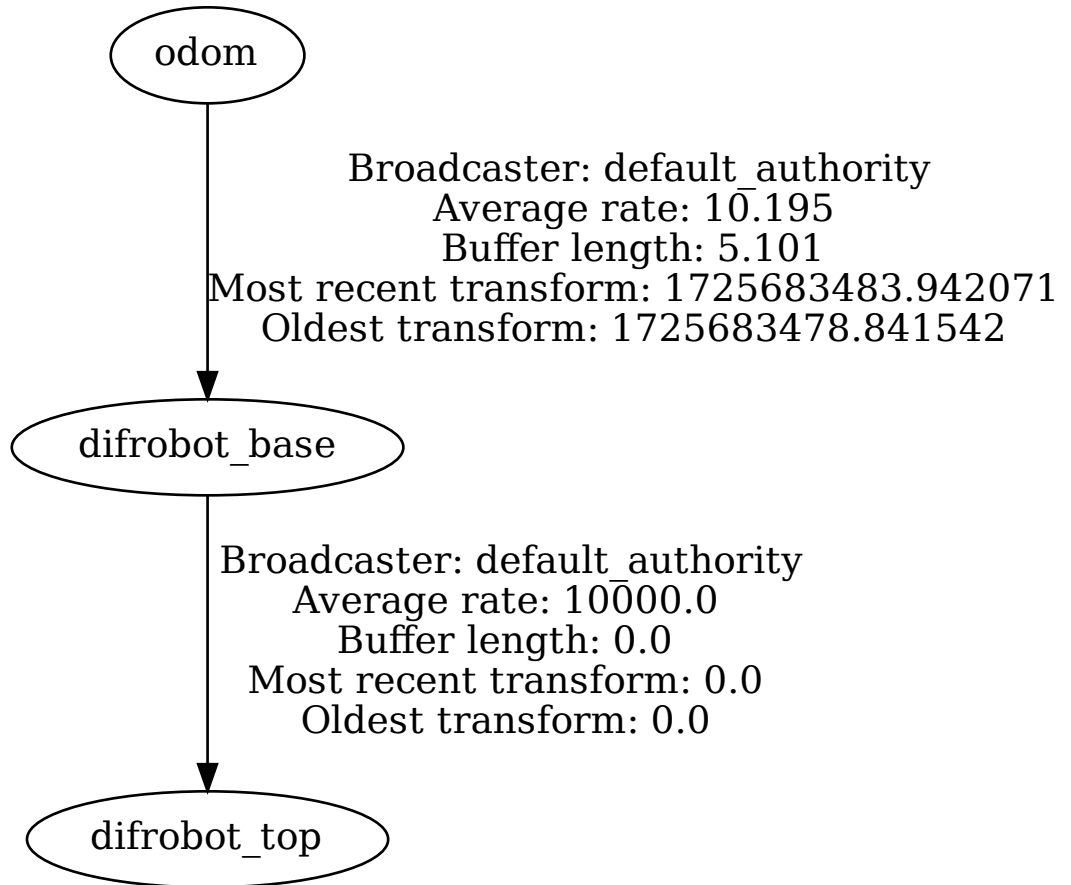 odom
Broadcaster: default_authority
Average rate: 10.195
Buffer length: 5.101
Most recent transform: 1725683483.942071
Oldest transform: 1725683478.841542
difrobot_base
Broadcaster: default_authority
Average rate: 10000.0
Buffer length: 0.0
Most recent transform: 0.0
Oldest transform: 0.0
difrobot_top